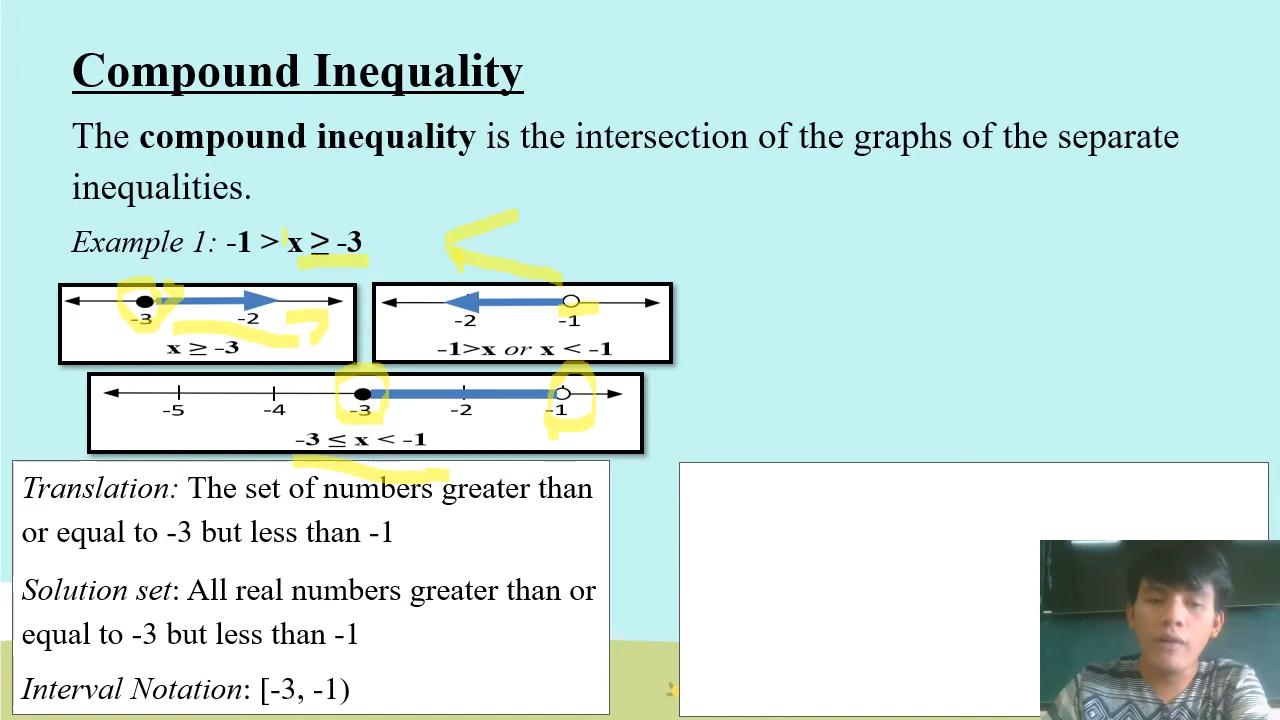 Compound Inequality
The compound inequality is the intersection of the graphs of the separate
inequalities.
Example 1: -1 > x ≥ -3
-3 -2
x ≥ -3
-2 -1
-1>x or x < -1
-5 -4 -3 -2 -1
-3 ≤ x < -1
Translation: The set of numbers greater than
or equal to -3 but less than -1
Solution set: All real numbers greater than or
equal to -3 but less than -1
Interval Notation: [-3, -1)